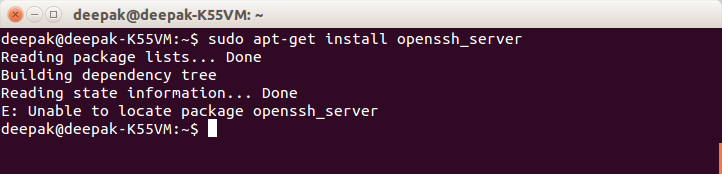 deepak@deepak-K55VM: ~
deepak@deepak-K55VM:~$ sudo apt-get install openssh_server
Reading package lists... Done
Building dependency tree
Reading state information... Done
E: Unable to locate package openssh_server
deepak@deepak-K55VM:~$